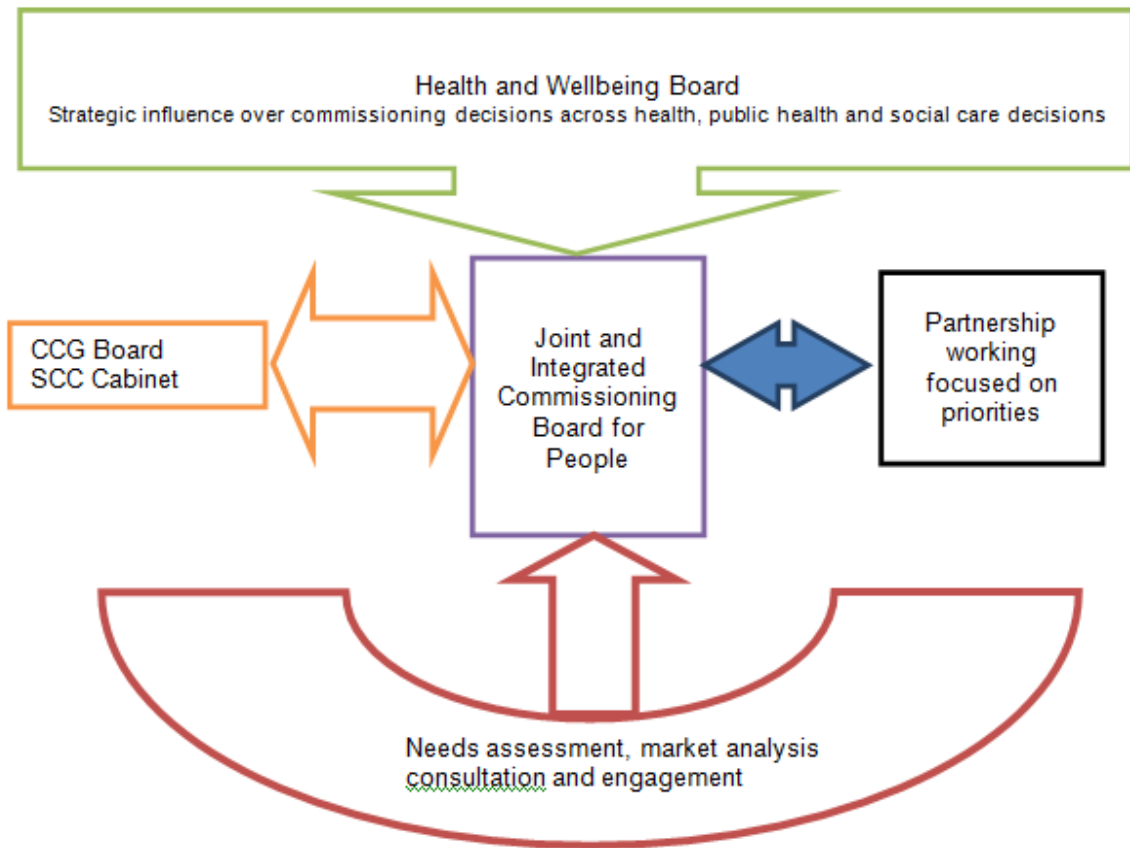 Health and Wellbeing Board
Strategic influence over commissioning decisions across health, public health and social care decisions
CCG Board
SCC Cabinet
Joint and
Integrated
Commissioning
Board for
People
Partnership
working
focused on
priorities
Needs assessment, market analysis
consultation and engagement